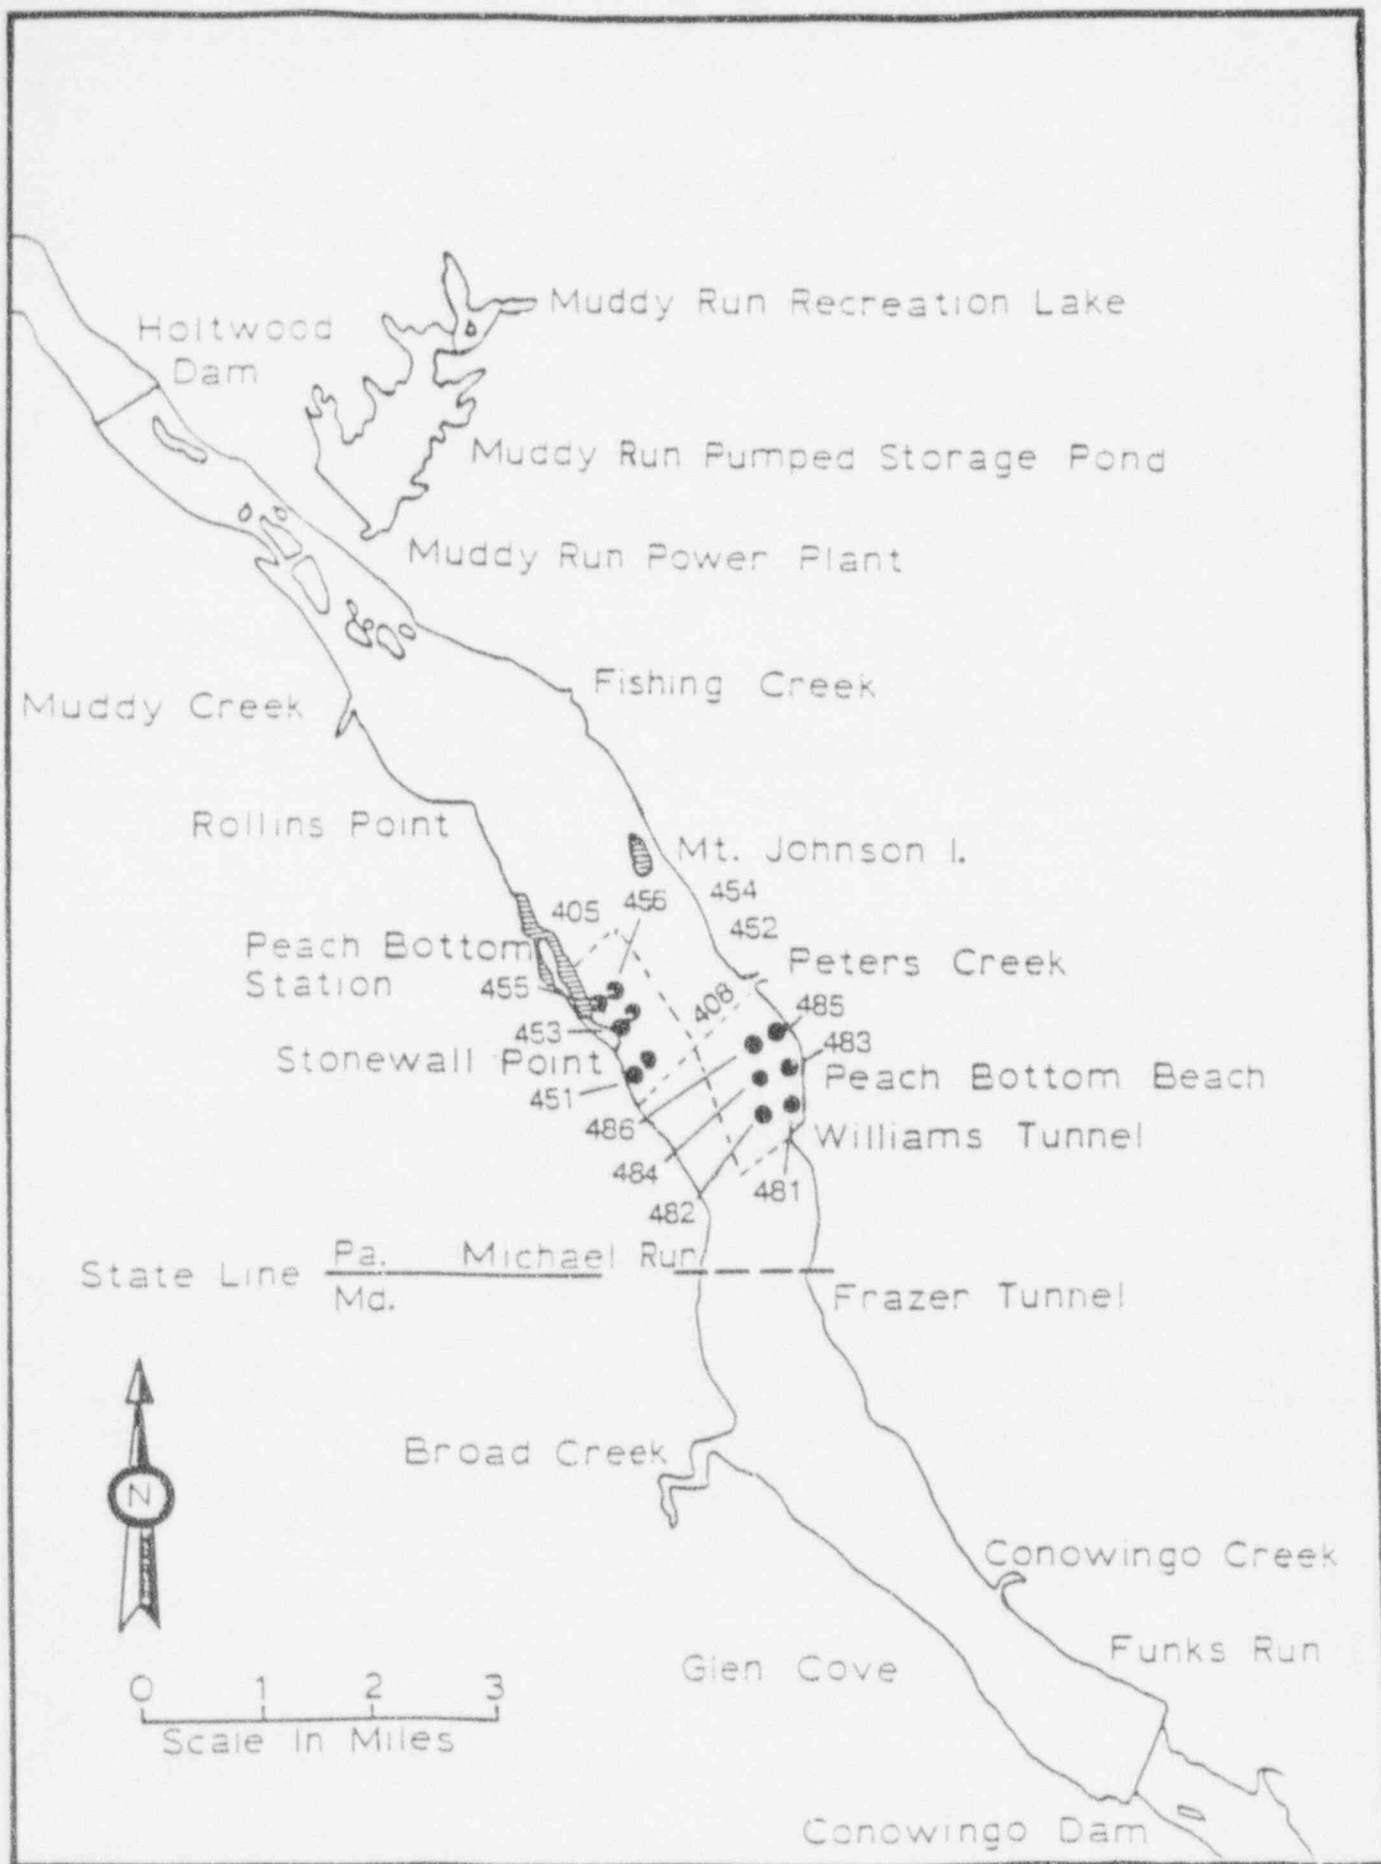 Muddy Run Recreation Lake
Holtwood
Dam
Muddy Run Pumped Storage Pond
Muddy Run Power Plant
Fishing Creek
Muddy Creek
Rollins Point
Mt. Johnson I.
454
456
405
452
Peach Bottom
Station
Peters Creek
455
408
485
453
483
Stonewall Point
Peach Bottom Beach
451
486
Williams Tunnel
484
481
482
State Line
Pa.
Michael Run
Md.
Frazer Tunnel
Broad Creek
N
Conowingo Creek
Funks Run
Glen Cove
0 1 2 3
Scale In Miles
Conowingo Dam